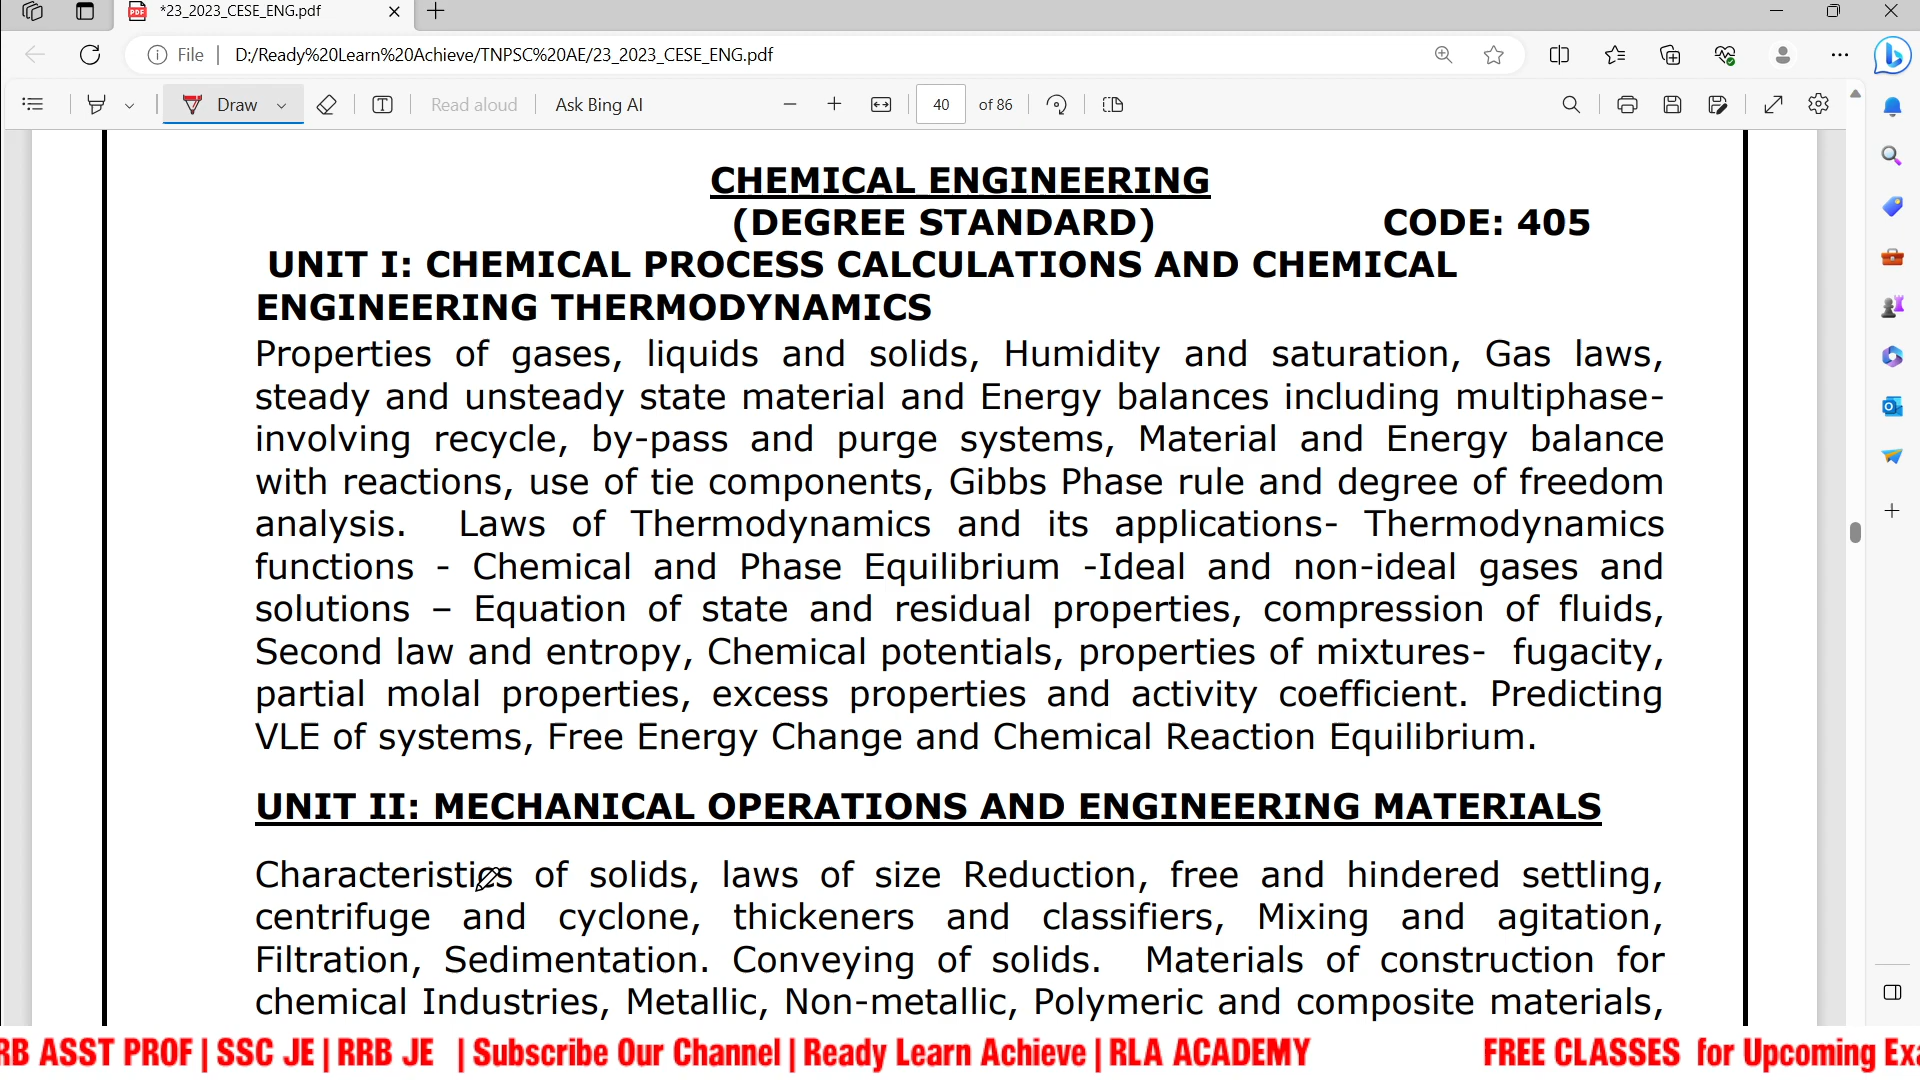 *23_2023_CESE_ENG.pdf
File | D:/Ready%20Learn%20Achieve/TNPSC%20AE/23_2023_CESE_ENG.pdf
Draw Read aloud Ask Bing AI 40 of 86
CHEMICAL ENGINEERING
(DEGREE STANDARD) CODE: 405
UNIT I: CHEMICAL PROCESS CALCULATIONS AND CHEMICAL
ENGINEERING THERMODYNAMICS
Properties of gases, liquids and solids, Humidity and saturation, Gas laws,
steady and unsteady state material and Energy balances including multiphase-
involving recycle, by-pass and purge systems, Material and Energy balance
with reactions, use of tie components, Gibbs Phase rule and degree of freedom
analysis. Laws of Thermodynamics and its applications- Thermodynamics
functions - Chemical and Phase Equilibrium -Ideal and non-ideal gases and
solutions – Equation of state and residual properties, compression of fluids,
Second law and entropy, Chemical potentials, properties of mixtures- fugacity,
partial molal properties, excess properties and activity coefficient. Predicting
VLE of systems, Free Energy Change and Chemical Reaction Equilibrium.
UNIT II: MECHANICAL OPERATIONS AND ENGINEERING MATERIALS
Characteristics of solids, laws of size Reduction, free and hindered settling,
centrifuge and cyclone, thickeners and classifiers, Mixing and agitation,
Filtration, Sedimentation. Conveying of solids. Materials of construction for
chemical Industries, Metallic, Non-metallic, Polymeric and composite materials,
RB ASST PROF | SSC JE | RRB JE | Subscribe Our Channel | Ready Learn Achieve | RLA ACADEMY FREE CLASSES for Upcoming Exa